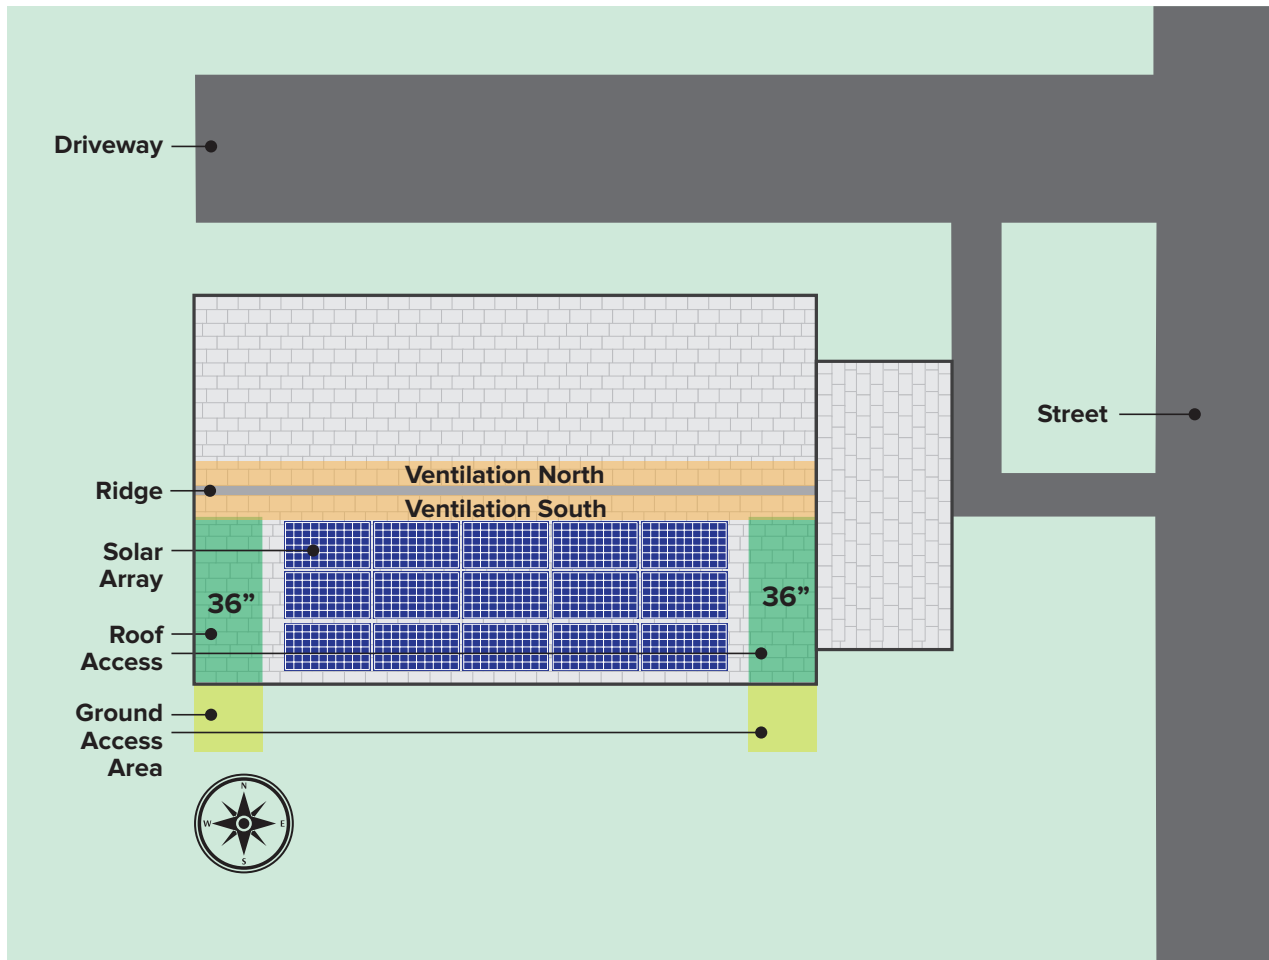 Driveway
Street
Ventilation North
Ridge
Ventilation South
Solar
Array
36”
36”
Roof
Access
Ground
Access
Area
N
W
E
S